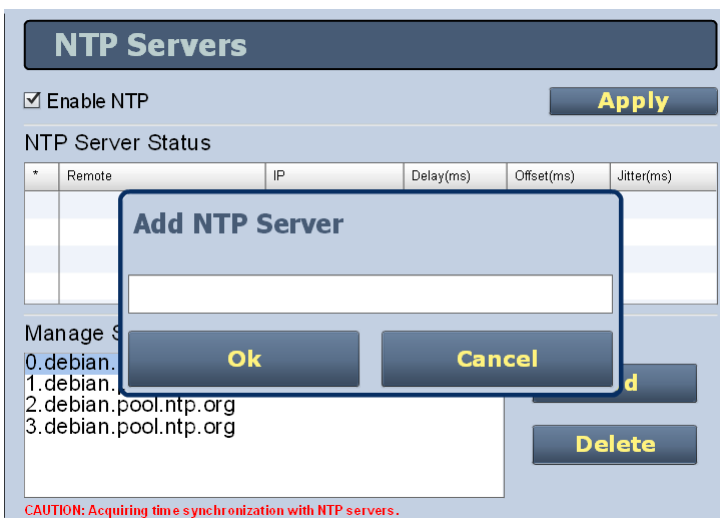 NTP Servers
Enable NTP
Apply
NTP Server Status
* Remote IP Delay(ms) Offset(ms) Jitter(ms)
Add NTP Server
Ok Cancel
Manage S
0.debian.
1.debian.
2.debian.pool.ntp.org
3.debian.pool.ntp.org
d
Delete
CAUTION: Acquiring time synchronization with NTP servers.